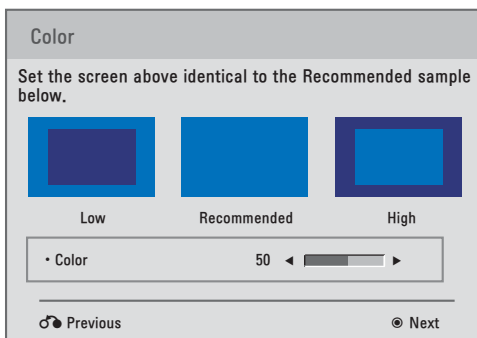 Color
Set the screen above identical to the Recommended sample
below.
Low
Recommended
High
• Color
50 ◄ ►
Previous
Next